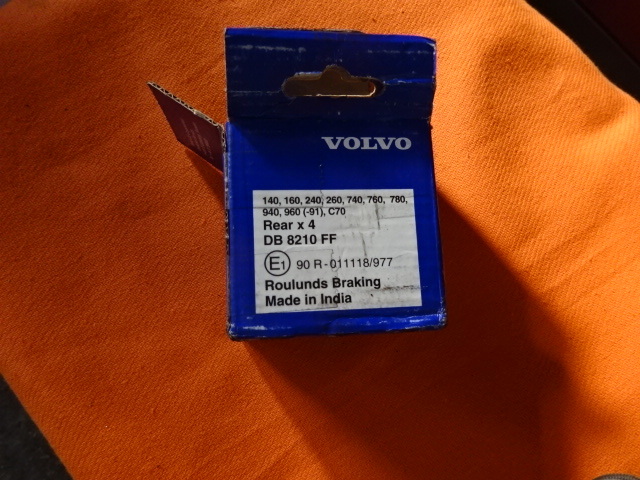 VOLVO
140, 160, 240, 260, 740, 760, 780,
940, 960 (-91), C70
Rear x 4
DB 8210 FF
E1 90 R-011118/977
Roulunds Braking
Made in India